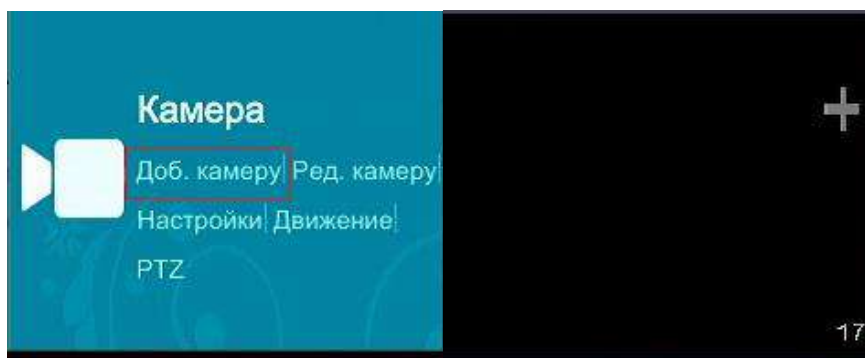 Камера
Доб. камеру Ред. камеру
Настройки Движение
PTZ
17